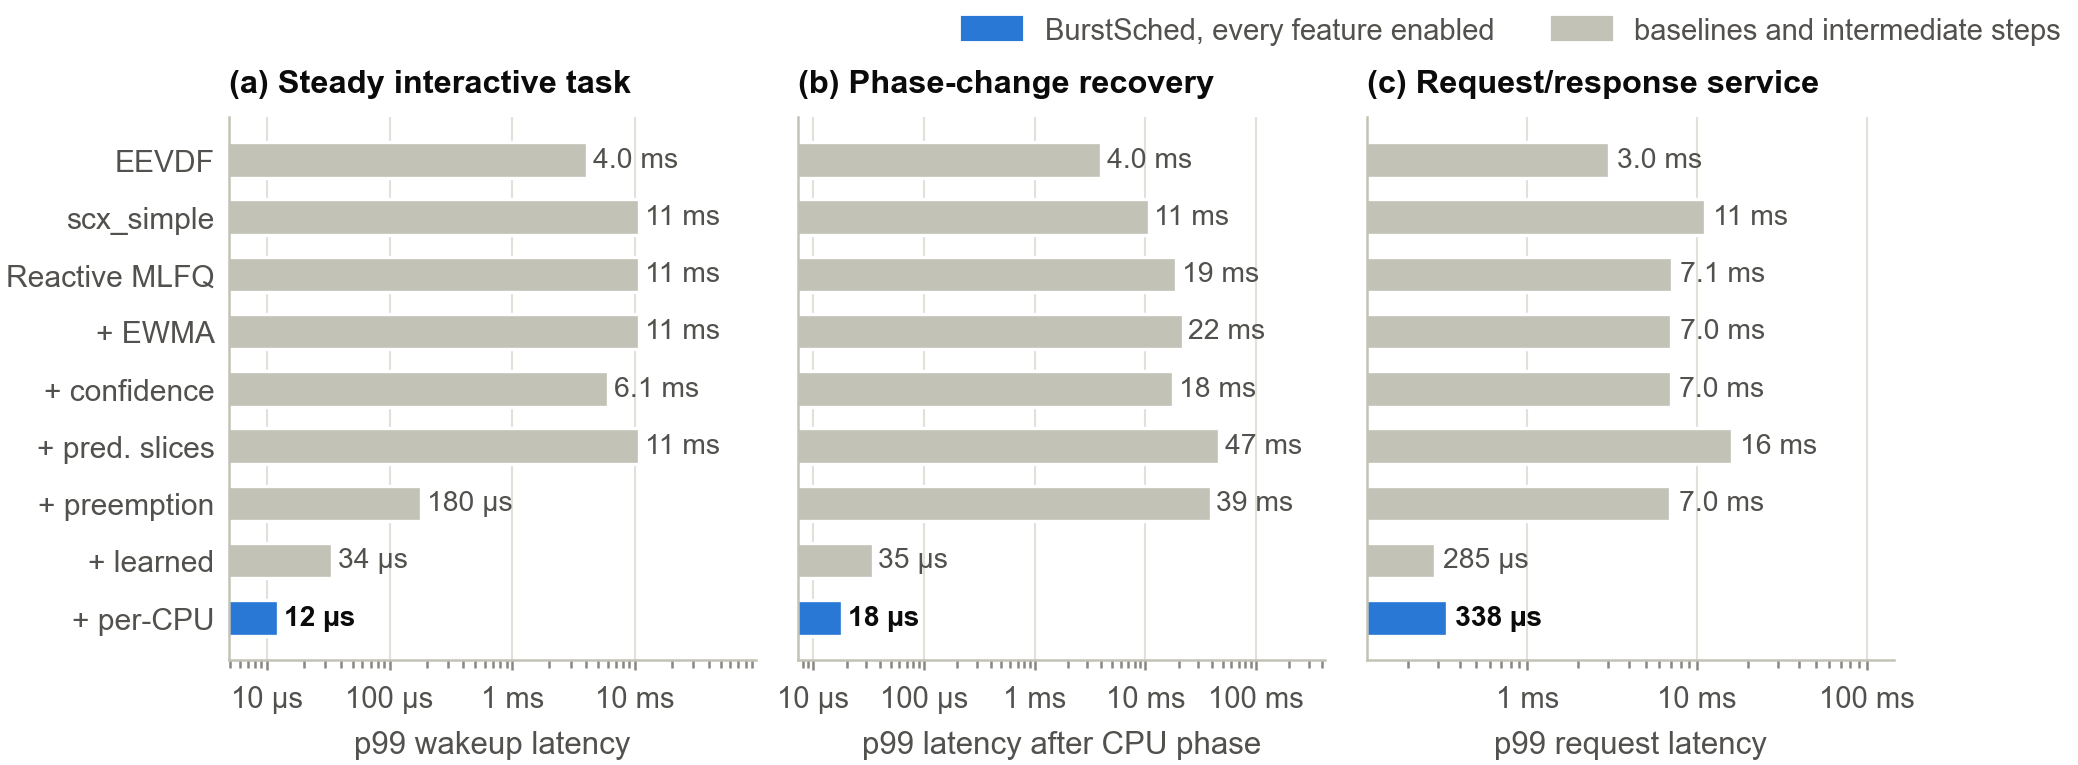 BurstSched, every feature enabled
baselines and intermediate steps
(a) Steady interactive task
(b) Phase-change recovery
(c) Request/response service
EEVDF 4.0 ms 4.0 ms 3.0 ms
scx_simple 11 ms 11 ms 11 ms
Reactive MLFQ 11 ms 19 ms 7.1 ms
+ EWMA 11 ms 22 ms 7.0 ms
+ confidence 6.1 ms 18 ms 7.0 ms
+ pred. slices 11 ms 47 ms 16 ms
+ preemption 180 µs 39 ms 7.0 ms
+ learned 34 µs 35 µs 285 µs
+ per-CPU 12 µs 18 µs 338 µs
10 µs 100 µs 1 ms 10 ms
10 µs 100 µs 1 ms 10 ms 100 ms
1 ms 10 ms 100 ms
p99 wakeup latency
p99 latency after CPU phase
p99 request latency